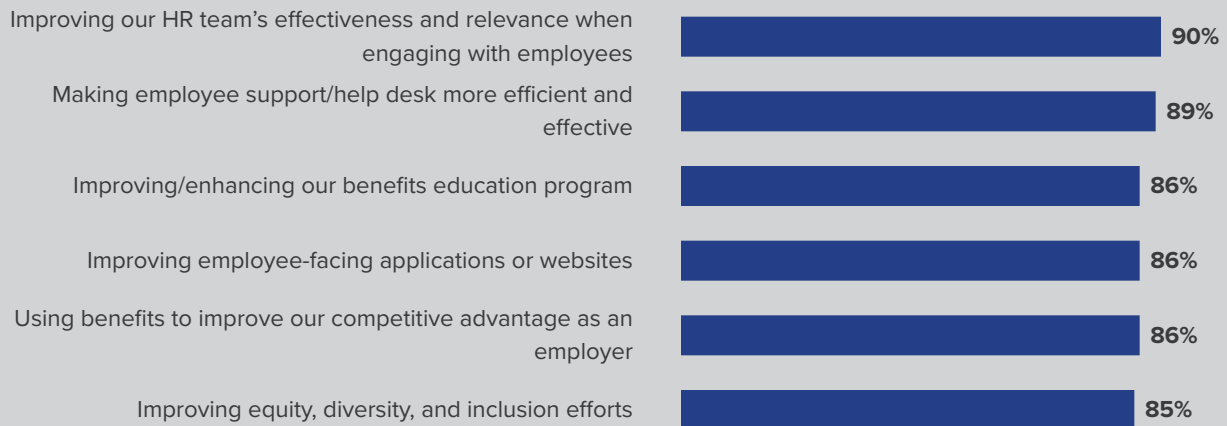 Improving our HR team’s effectiveness and relevance when
engaging with employees
90%
Making employee support/help desk more efficient and
effective
89%
Improving/enhancing our benefits education program
86%
Improving employee-facing applications or websites
86%
Using benefits to improve our competitive advantage as an
employer
86%
Improving equity, diversity, and inclusion efforts
85%